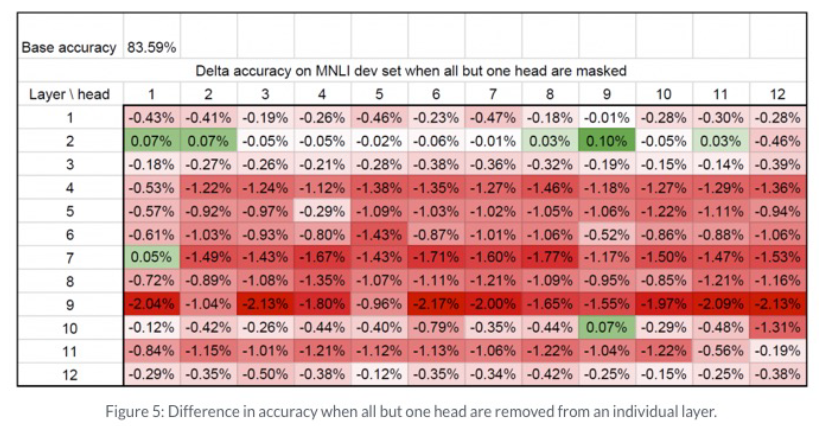 Base accuracy 83.59%
Delta accuracy on MNLI dev set when all but one head are masked
Layer \ head 1 2 3 4 5 6 7 8 9 10 11 12
1 -0.43% -0.41% -0.19% -0.26% -0.46% -0.23% -0.47% -0.18% -0.01% -0.28% -0.30% -0.28%
2 0.07% 0.07% -0.05% -0.05% -0.02% -0.06% -0.01% 0.03% 0.10% -0.05% 0.03% -0.46%
3 -0.18% -0.27% -0.26% -0.21% -0.28% -0.38% -0.36% -0.32% -0.19% -0.15% -0.14% -0.39%
4 -0.53% -1.22% -1.24% -1.12% -1.38% -1.35% -1.27% -1.46% -1.18% -1.27% -1.29% -1.36%
5 -0.57% -0.92% -0.97% -0.29% -1.09% -1.03% -1.02% -1.05% -1.06% -1.22% -1.11% -0.94%
6 -0.61% -1.03% -0.93% -0.80% -1.43% -0.87% -1.01% -1.06% -0.52% -0.86% -0.88% -1.06%
7 0.05% -1.49% -1.43% -1.67% -1.43% -1.71% -1.60% -1.77% -1.17% -1.50% -1.47% -1.53%
8 -0.72% -0.89% -1.08% -1.35% -1.07% -1.11% -1.21% -1.09% -0.95% -0.85% -1.21% -1.16%
9 -2.04% -1.04% -2.13% -1.80% -0.96% -2.17% -2.00% -1.65% -1.55% -1.97% -2.09% -2.13%
10 -0.12% -0.42% -0.26% -0.44% -0.40% -0.79% -0.35% -0.44% 0.07% -0.29% -0.48% -1.31%
11 -0.84% -1.15% -1.01% -1.21% -1.12% -1.13% -1.06% -1.22% -1.04% -1.22% -0.56% -0.19%
12 -0.29% -0.35% -0.50% -0.38% -0.12% -0.35% -0.34% -0.42% -0.25% -0.15% -0.25% -0.38%
Figure 5: Difference in accuracy when all but one head are removed from an individual layer.